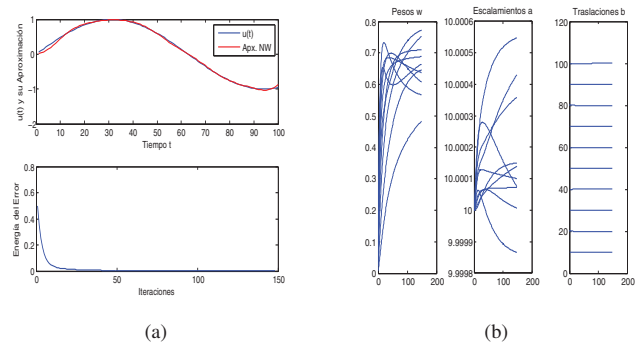 u(t) y su Aproximación
1
0
−1
−2
u(t)
Apx. NW
0 10 20 30 40 50 60 70 80 90 100
Tiempo t
Energía del Error
0.8
0.6
0.4
0.2
0
0 50 100 150
Iteraciones
(a)
Pesos w
0.8
0.7
0.6
0.5
0.4
0.3
0.2
0.1
0
0 100 200
Escalamientos a
10.0006
10.0005
10.0004
10.0003
10.0002
10.0001
10
9.9999
9.9998
0 100 200
Traslaciones b
120
100
80
60
40
20
0
0 100 200
(b)